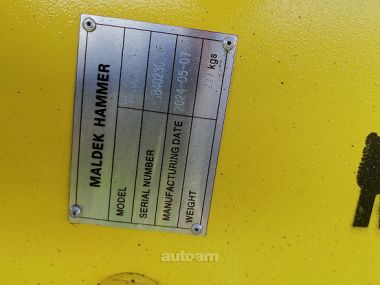 MALDEK HAMMER
MODEL
SERIAL NUMBER
MANUFACTURING DATE 2024-05-07
WEIGHT kgs
autoam